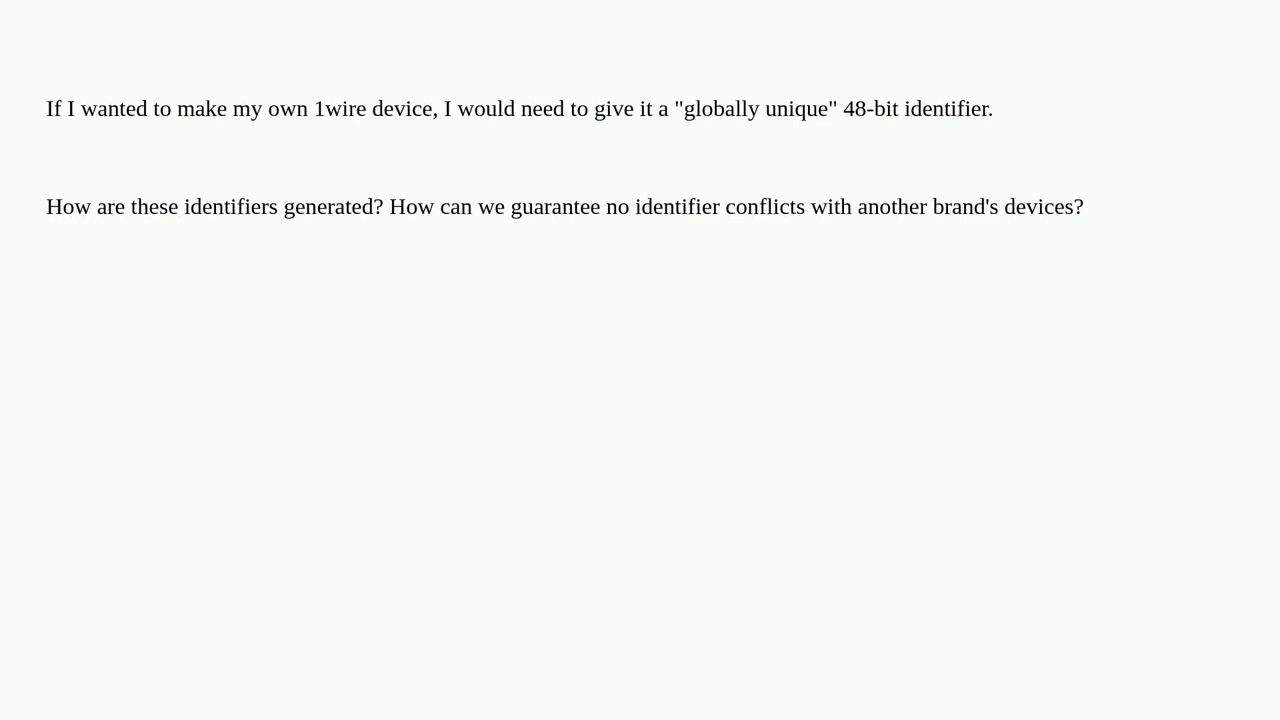 If I wanted to make my own 1wire device, I would need to give it a "globally unique" 48-bit identifier.
How are these identifiers generated? How can we guarantee no identifier conflicts with another brand's devices?